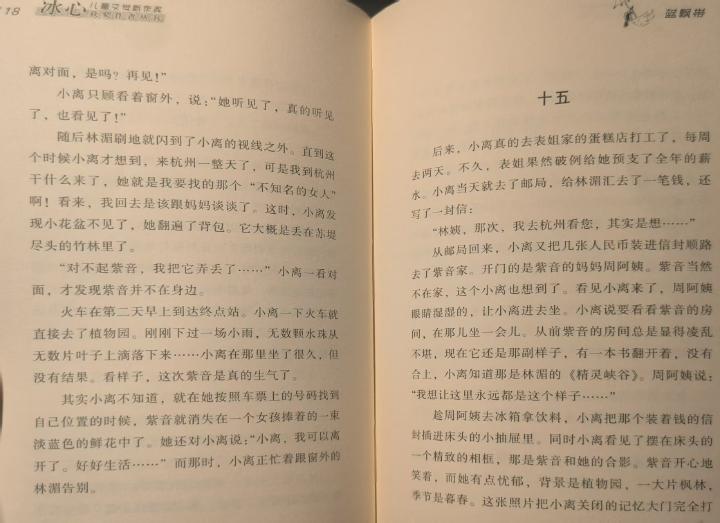 118
冰心儿童文学新作奖
获奖作者丛书
离对面，是吗？再见！”
小离只顾看着窗外，说：“她听见了，真的听见
了，也看见了！”
随后林湄刷地就闪到了小离的视线之外。直到这
个时候小离才想到，来杭州一整天了，可是我到杭州
干什么来了，她就是我要找的那个“不知名的女人”
啊！看来，我回去是该跟妈妈谈谈了。这时，小离发
现小花盆不见了，她翻遍了背包。它大概是丢在苏堤
尽头的竹林里了。
“对不起紫音，我把它弄丢了……”小离一看对
面，才发现紫音并不在身边。
火车在第二天早上到达终点站。小离一下火车就
直接去了植物园。刚刚下过一场小雨，无数颗水珠从
无数片叶子上滴落下来……小离在那里坐了很久，但
没有结果。看样子，这次紫音是真的生气了。
其实小离不知道，就在她按照车票上的号码找到
自己位置的时候，紫音就消失在一个女孩捧着的一束
淡蓝色的鲜花中了。她还对小离说：“小离，我可以离
开了。好好生活……”而那时，小离正忙着跟窗外的
林湄告别。
蓝飘带
十五
后来，小离真的去表姐家的蛋糕店打工了，每周
去两天。不久，表姐果然破例给她预支了全年的薪
水。小离当天就去了邮局，给林湄汇去了一笔钱，还
写了一封信：
“林姨，那次，我去杭州看您，其实是想……”
从邮局回来，小离又把几张人民币装进信封顺路
去了紫音家。开门的是紫音的妈妈周阿姨。紫音当然
不在家，这个小离也想到了。看见小离来了，周阿姨
眼睛湿湿的，让小离进去坐。小离说要看看紫音的房
间，在那儿坐一会儿。从前紫音的房间总是显得凌乱
不堪，现在它还是那副样子，有一本书翻开着，没有
合上，小离知道那是林湄的《精灵峡谷》。周阿姨说：
“我想让这里永远都是这个样子……”
趁周阿姨去冰箱拿饮料，小离把那个装着钱的信
封插进床头的小抽屉里。同时小离看见了摆在床头的
一个精致的相框，那是紫音和她的合影。紫音开心地
笑着，而她有点忧郁，背景是植物园，一大片枫林，
季节是暮春。这张照片把小离关闭的记忆大门完全打